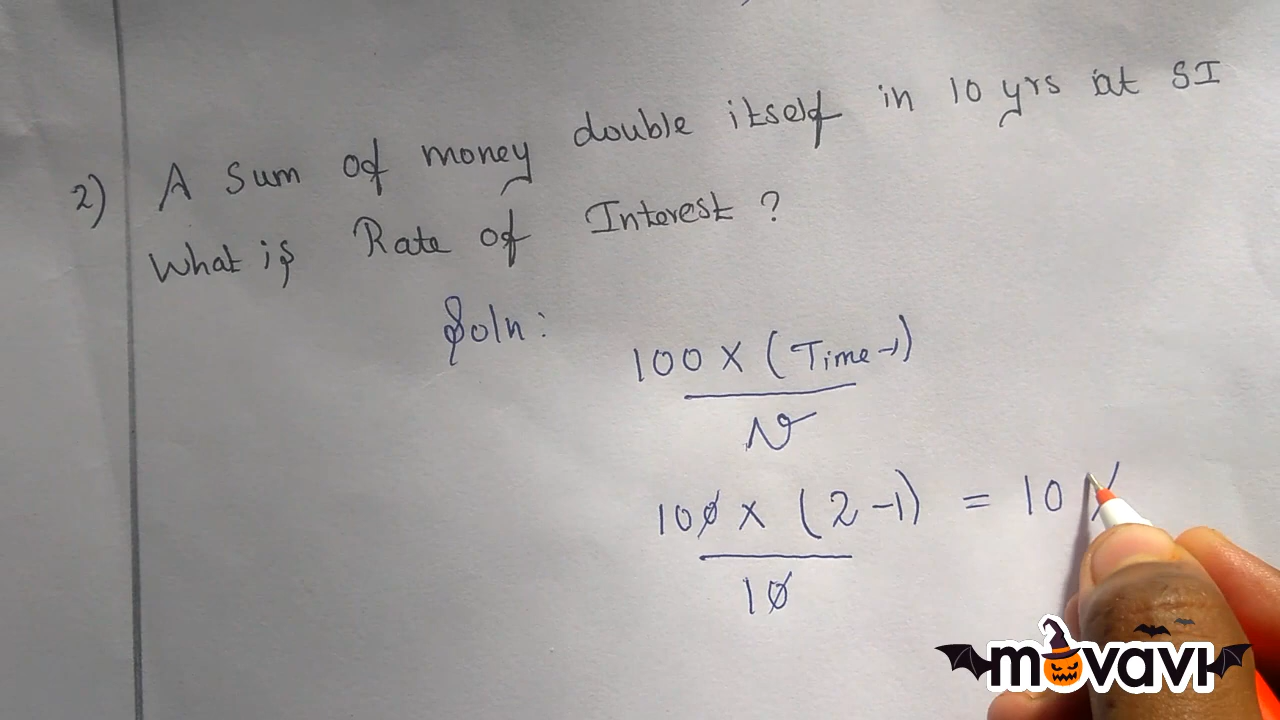 2) A Sum of money double itself in 10 yrs at SI
What is Rate of Interest ?
Soln :
100 × (Time-1)
N
100 × (2-1) = 10 %
10
movavi